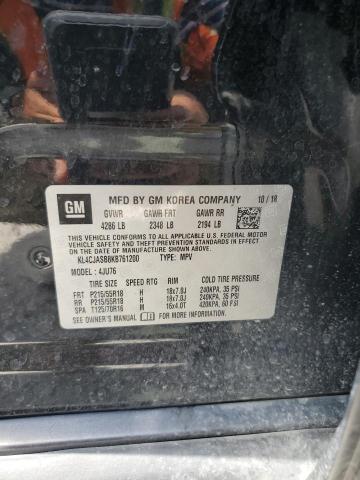 GM
MFD BY GM KOREA COMPANY 10/18
GVWR GAWR FRT GAWR RR
4286 LB 2348 LB 2194 LB
THIS VEHICLE CONFORMS TO ALL APPLICABLE U.S. FEDERAL MOTOR
VEHICLE SAFETY, BUMPER, AND THEFT PREVENTION STANDARDS IN
EFFECT ON THE DATE OF MANUFACTURE SHOWN ABOVE.
KL4CJASB8KB761200 TYPE: MPV
MODEL: 4JU76
TIRE SIZE SPEED RTG RIM COLD TIRE PRESSURE
FRT P215/55R18 H 18x7.0J 240KPA, 35 PSI
RR P215/55R18 H 18x7.0J 240KPA, 35 PSI
SPA T125/70R16 M 16x4.0T 420KPA, 60 PSI
SEE OWNER'S MANUAL FOR MORE INFORMATION.